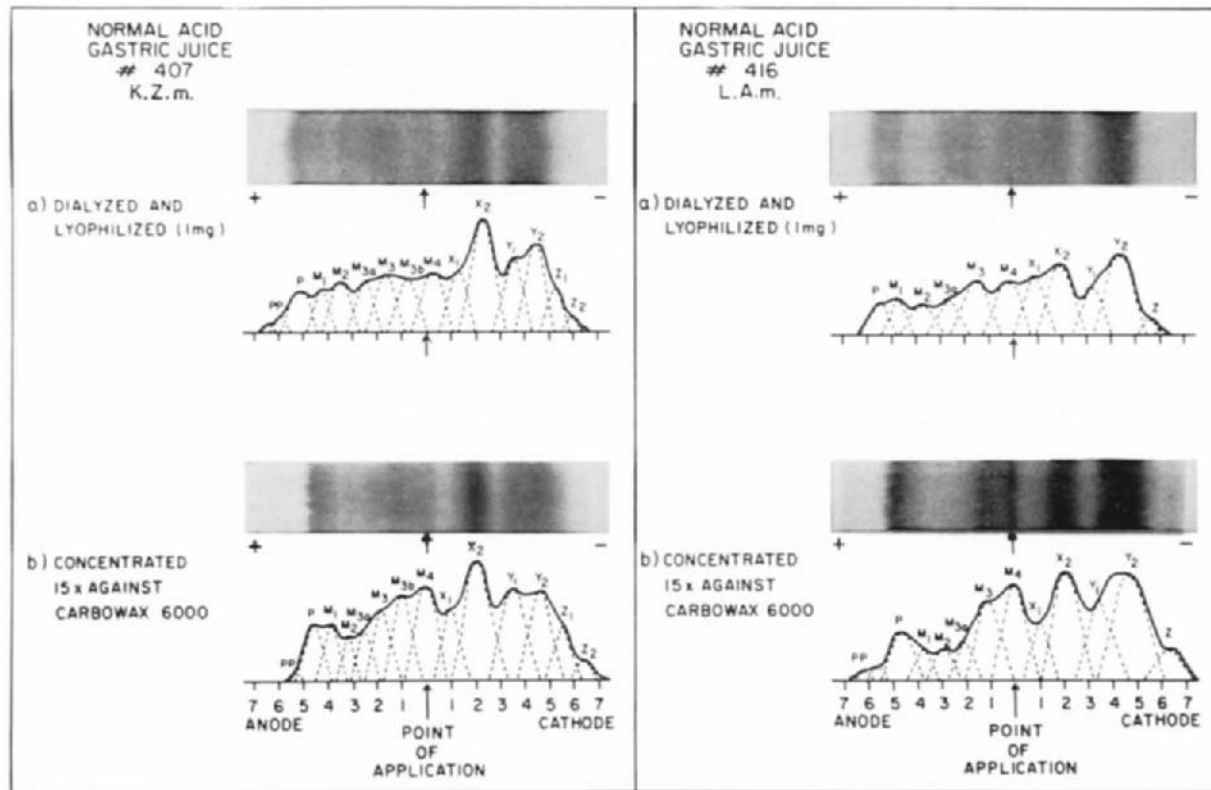 NORMAL ACID
GASTRIC JUICE
# 407
K.Z.m.
+ −
a) DIALYZED AND
LYOPHILIZED (1mg)
PP P M1 M2 M3a M3 M3b M4 X1 X2 Y1 Y2 Z1 Z2
+ −
b) CONCENTRATED
15x AGAINST
CARBOWAX 6000
PP P M1 M2 M3a M3 M3b M4 X1 X2 Y1 Y2 Z1 Z2
7 6 5 4 3 2 1 1 2 3 4 5 6 7
ANODE CATHODE
POINT
OF
APPLICATION
NORMAL ACID
GASTRIC JUICE
# 416
L.A.m.
+ −
a) DIALYZED AND
LYOPHILIZED (1mg)
P M1 M2 M3a M3 M4 X1 X2 Y1 Y2 Z
+ −
b) CONCENTRATED
15x AGAINST
CARBOWAX 6000
PP P M1 M2 M3a M3 M4 X1 X2 Y1 Y2 Z
7 6 5 4 3 2 1 1 2 3 4 5 6 7
ANODE CATHODE
POINT
OF
APPLICATION